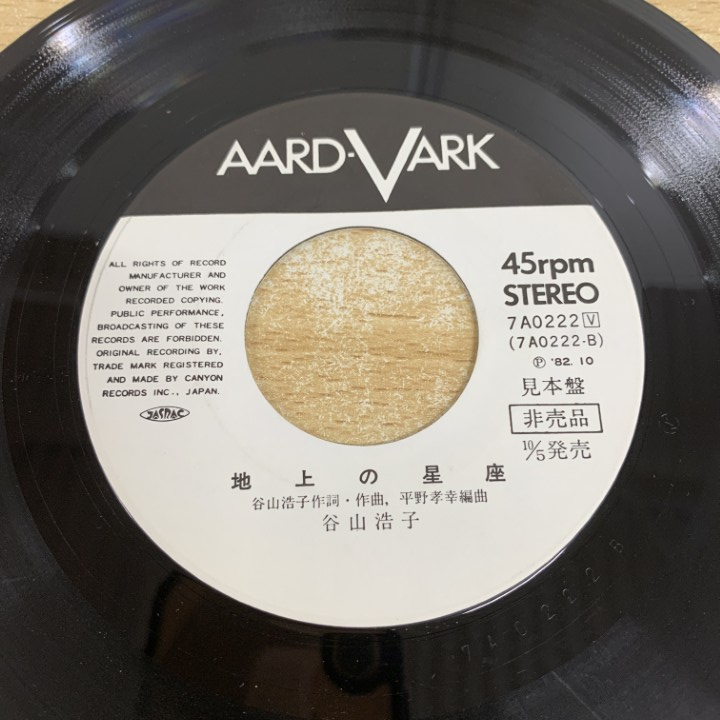 AARD-VARK
ALL RIGHTS OF RECORD
MANUFACTURER AND
OWNER OF THE WORK
RECORDED COPYING.
PUBLIC PERFORMANCE,
BROADCASTING OF THESE
RECORDS ARE FORBIDDEN.
ORIGINAL RECORDING BY,
TRADE MARK REGISTERED
AND MADE BY CANYON
RECORDS INC., JAPAN.
JASRAC
45rpm
STEREO
7A0222 V
(7A0222-B)
Ⓟ '82. 10
見本盤
非売品
10/5発売
地上の星座
谷山浩子作詞・作曲, 平野孝幸編曲
谷山浩子
7A0222 B